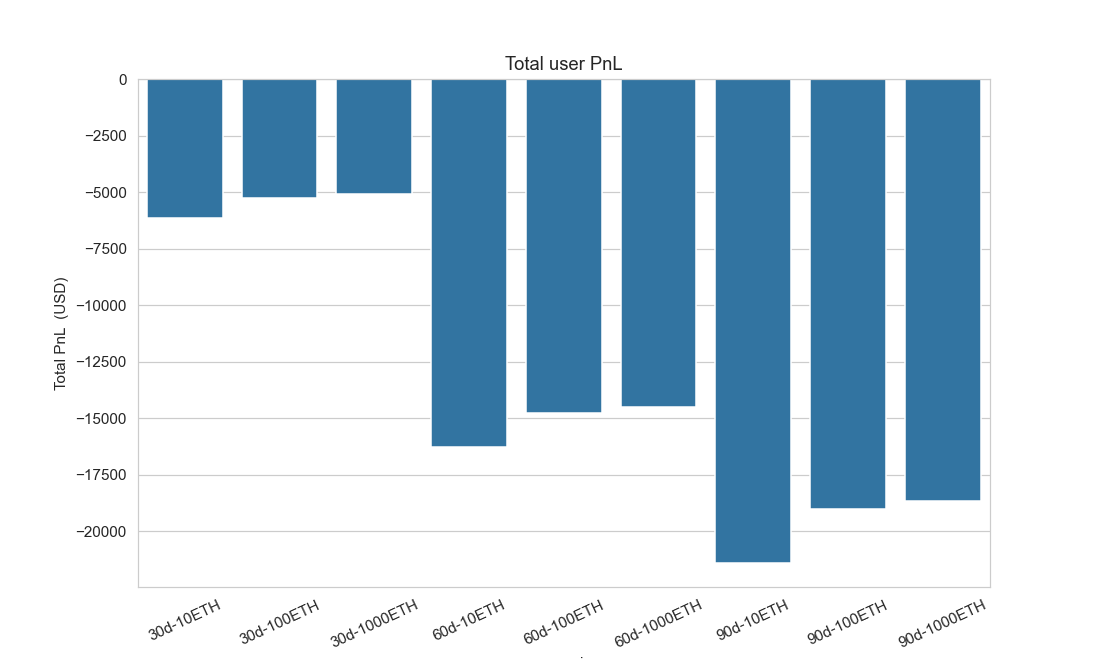 Total user PnL
0
−2500
−5000
−7500
−10000
−12500
−15000
−17500
−20000
Total PnL  (USD)
30d-10ETH
30d-100ETH
30d-1000ETH
60d-10ETH
60d-100ETH
60d-1000ETH
90d-10ETH
90d-100ETH
90d-1000ETH
.